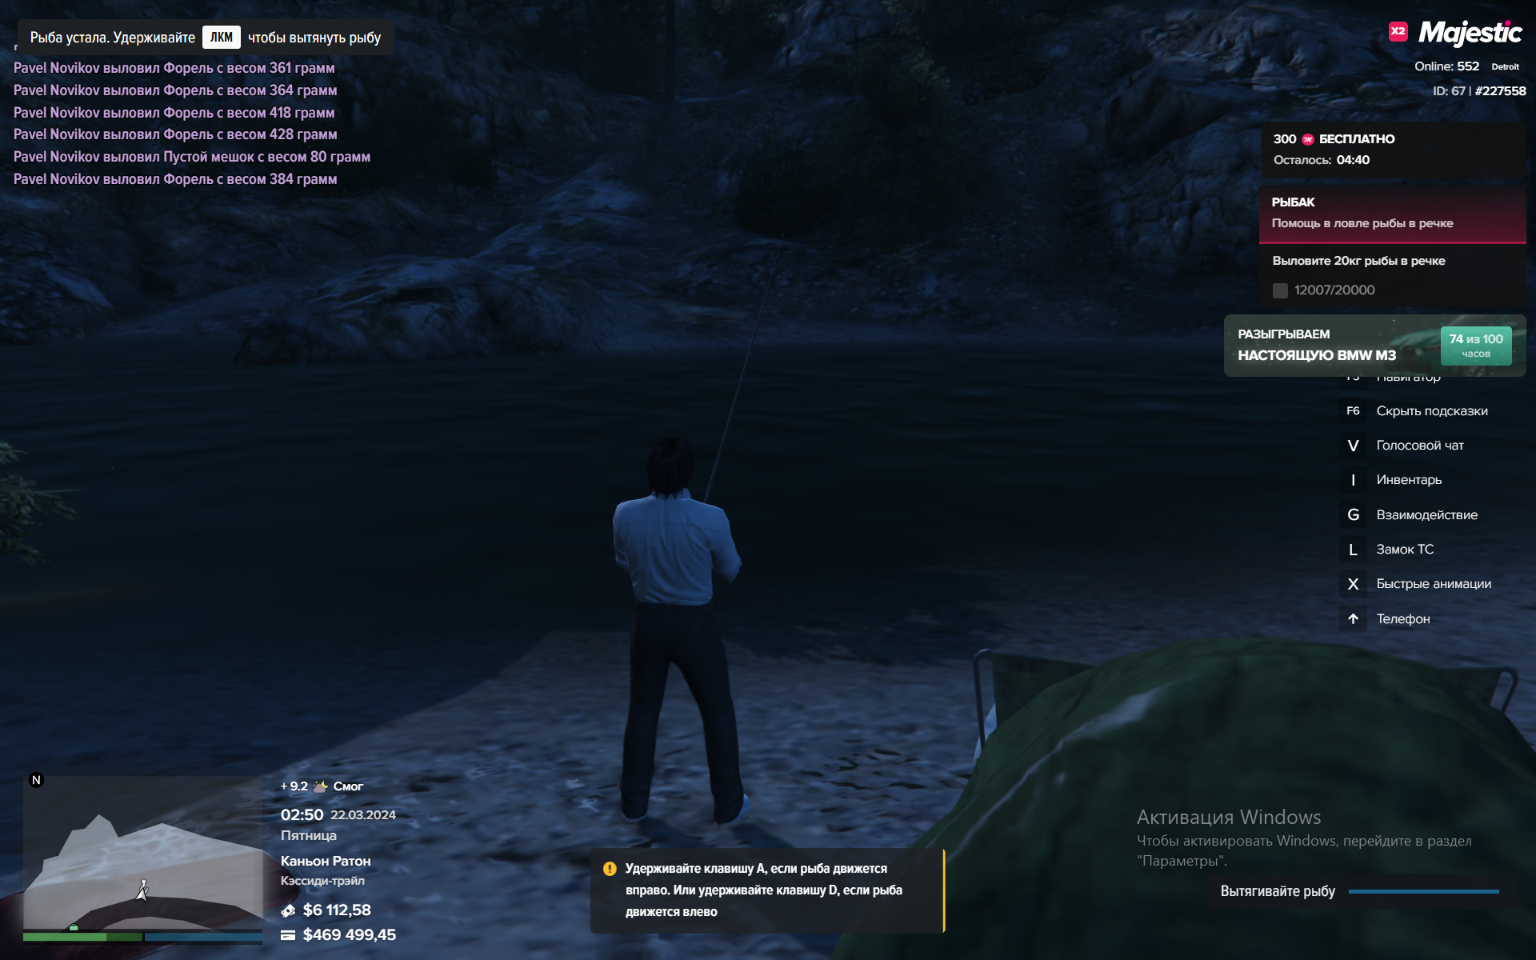 Рыба устала. Удерживайте ЛКМ чтобы вытянуть рыбу
Pavel Novikov выловил Форель с весом 361 грамм
Pavel Novikov выловил Форель с весом 364 грамм
Pavel Novikov выловил Форель с весом 418 грамм
Pavel Novikov выловил Форель с весом 428 грамм
Pavel Novikov выловил Пустой мешок с весом 80 грамм
Pavel Novikov выловил Форель с весом 384 грамм
X2 Majestic
Online: 552 Detroit
ID: 67 | #227558
300 БЕСПЛАТНО
Осталось: 04:40
РЫБАК
Помощь в ловле рыбы в речке
Выловите 20кг рыбы в речке
12007/20000
РАЗЫГРЫВАЕМ
НАСТОЯЩУЮ BMW M3
74 из 100
часов
Навигатор
F6 Скрыть подсказки
V Голосовой чат
I Инвентарь
G Взаимодействие
L Замок ТС
X Быстрые анимации
↑ Телефон
N
+ 9.2 Смог
02:50 22.03.2024
Пятница
Каньон Ратон
Кэссиди-трэйл
$6 112,58
$469 499,45
Удерживайте клавишу A, если рыба движется
вправо. Или удерживайте клавишу D, если рыба
движется влево
Активация Windows
Чтобы активировать Windows, перейдите в раздел
"Параметры".
Вытягивайте рыбу